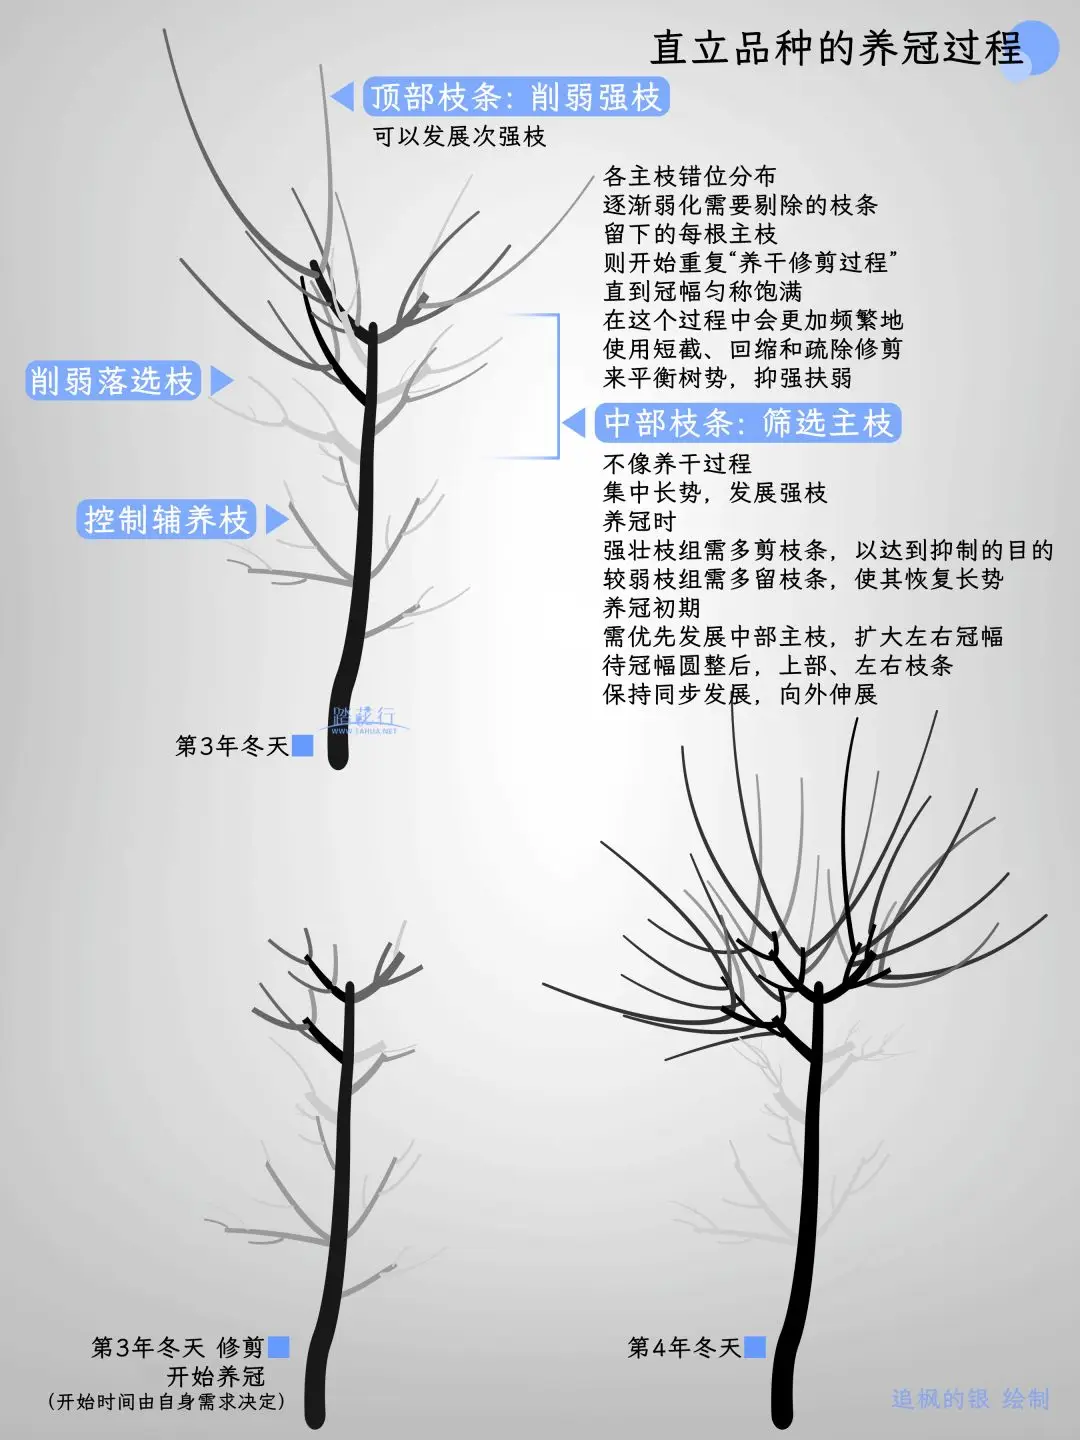 直立品种的养冠过程
顶部枝条：削弱强枝
可以发展次强枝
各主枝错位分布
逐渐弱化需要剔除的枝条
留下的每根主枝
则开始重复“养干修剪过程”
直到冠幅匀称饱满
在这个过程中会更加频繁地
使用短截、回缩和疏除修剪
来平衡树势，抑强扶弱
削弱落选枝
中部枝条：筛选主枝
不像养干过程
集中长势，发展强枝
养冠时
强壮枝组需多剪枝条，以达到抑制的目的
较弱枝组需多留枝条，使其恢复长势
养冠初期
需优先发展中部主枝，扩大左右冠幅
待冠幅圆整后，上部、左右枝条
保持同步发展，向外伸展
控制辅养枝
踏花行
WWW.TAHUA.NET
第3年冬天
第3年冬天 修剪
开始养冠
（开始时间由自身需求决定）
第4年冬天
追枫的银 绘制